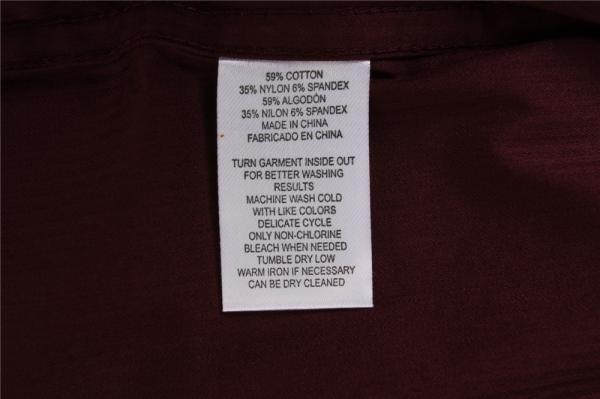 59% COTTON
35% NYLON 6% SPANDEX
59% ALGODÓN
35% NILON 6% SPANDEX
MADE IN CHINA
FABRICADO EN CHINA
TURN GARMENT INSIDE OUT
FOR BETTER WASHING
RESULTS
MACHINE WASH COLD
WITH LIKE COLORS
DELICATE CYCLE
ONLY NON-CHLORINE
BLEACH WHEN NEEDED
TUMBLE DRY LOW
WARM IRON IF NECESSARY
CAN BE DRY CLEANED